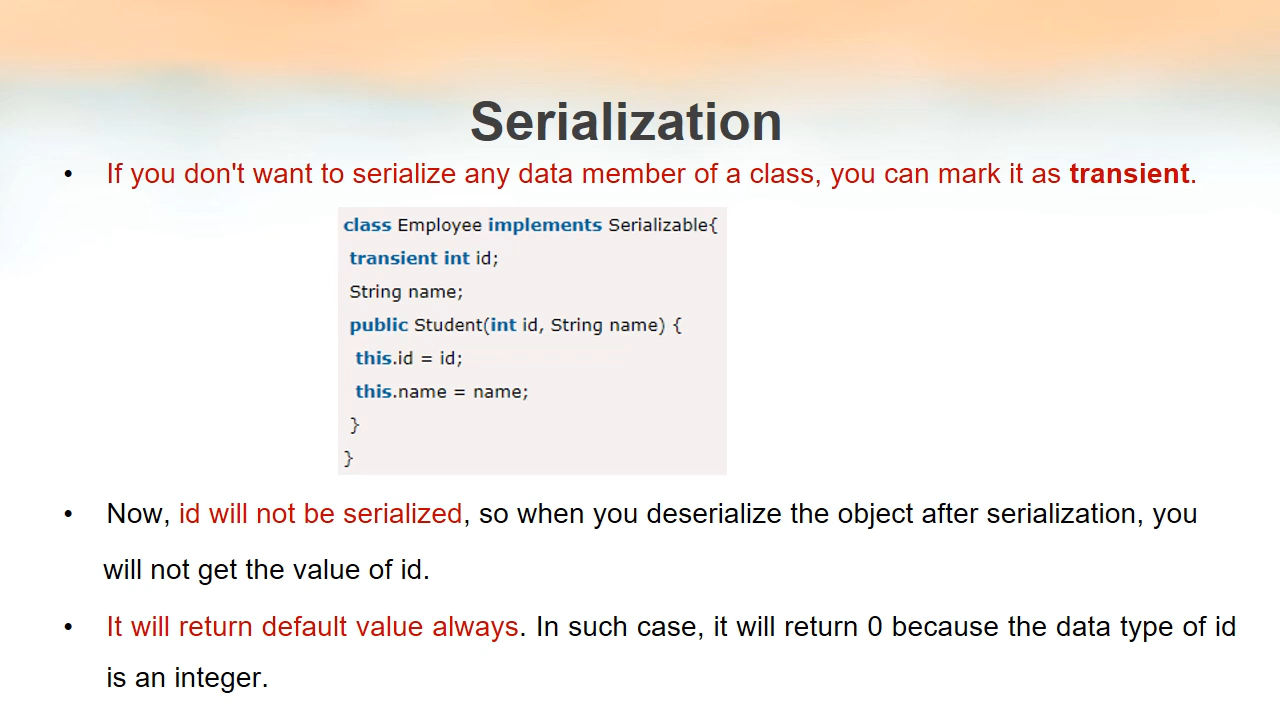 Serialization
• If you don't want to serialize any data member of a class, you can mark it as transient.
class Employee implements Serializable{
transient int id;
String name;
public Student(int id, String name) {
this.id = id;
this.name = name;
}
}
• Now, id will not be serialized, so when you deserialize the object after serialization, you
will not get the value of id.
• It will return default value always. In such case, it will return 0 because the data type of id
is an integer.